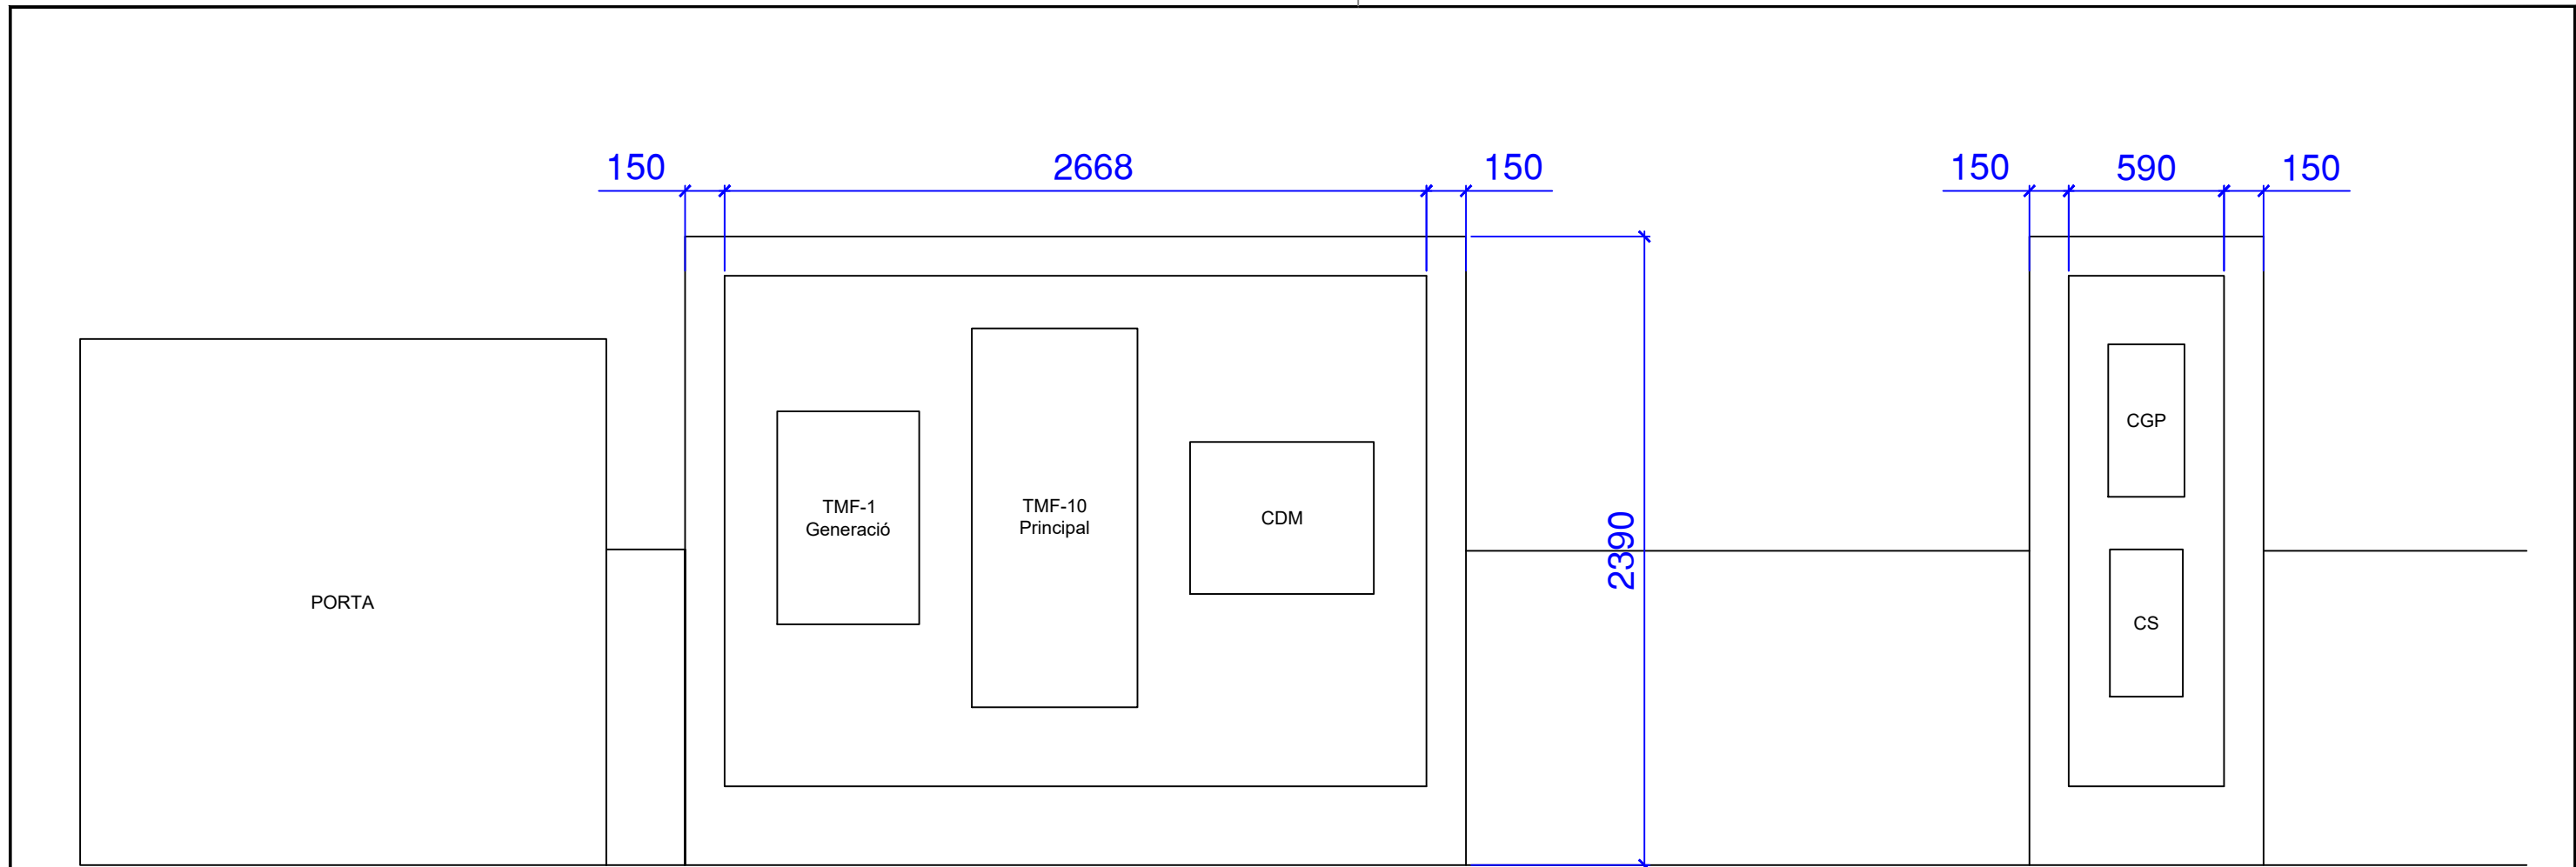 150
2668
150
150
590
150
2390
PORTA
TMF-1
Generació
TMF-10
Principal
CDM
CGP
CS